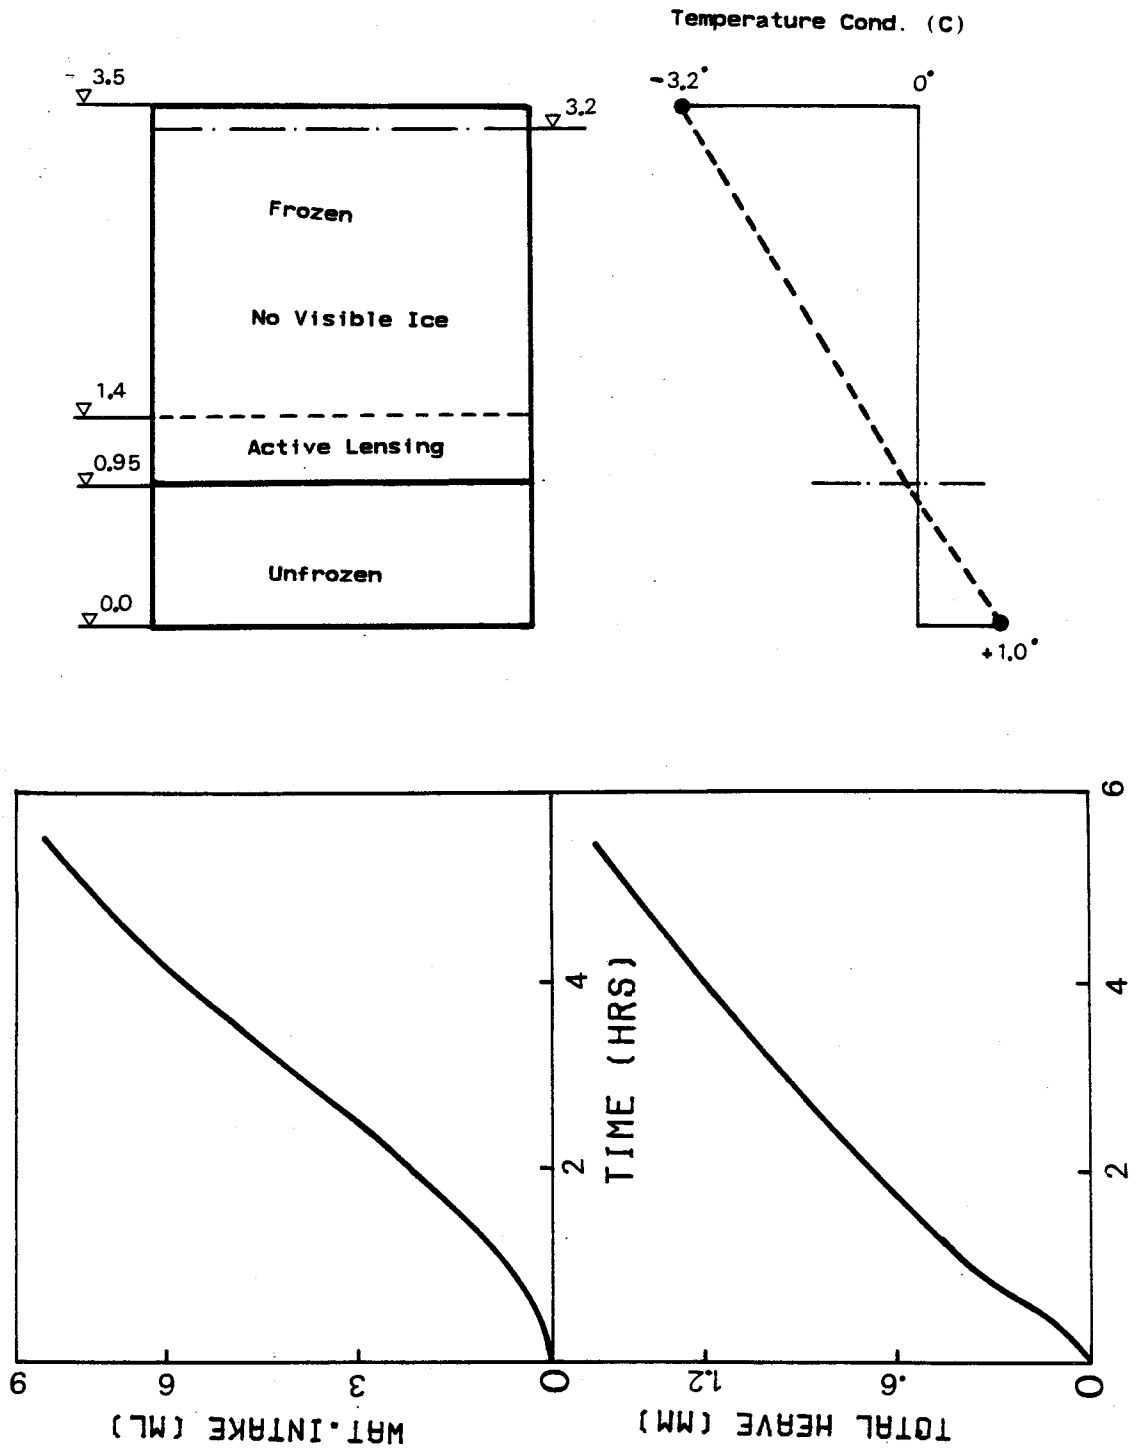 Temperature Cond. (C)
3.5
3.2
-3.2°
0°
Frozen
No Visible Ice
1.4
Active Lensing
0.95
Unfrozen
0.0
+1.0°
9
6
3
0
WAT.INTAKE (ML)
2
4
TIME (HRS)
1.2
.6
0
TOTAL HEAVE (MM)
2
4
6